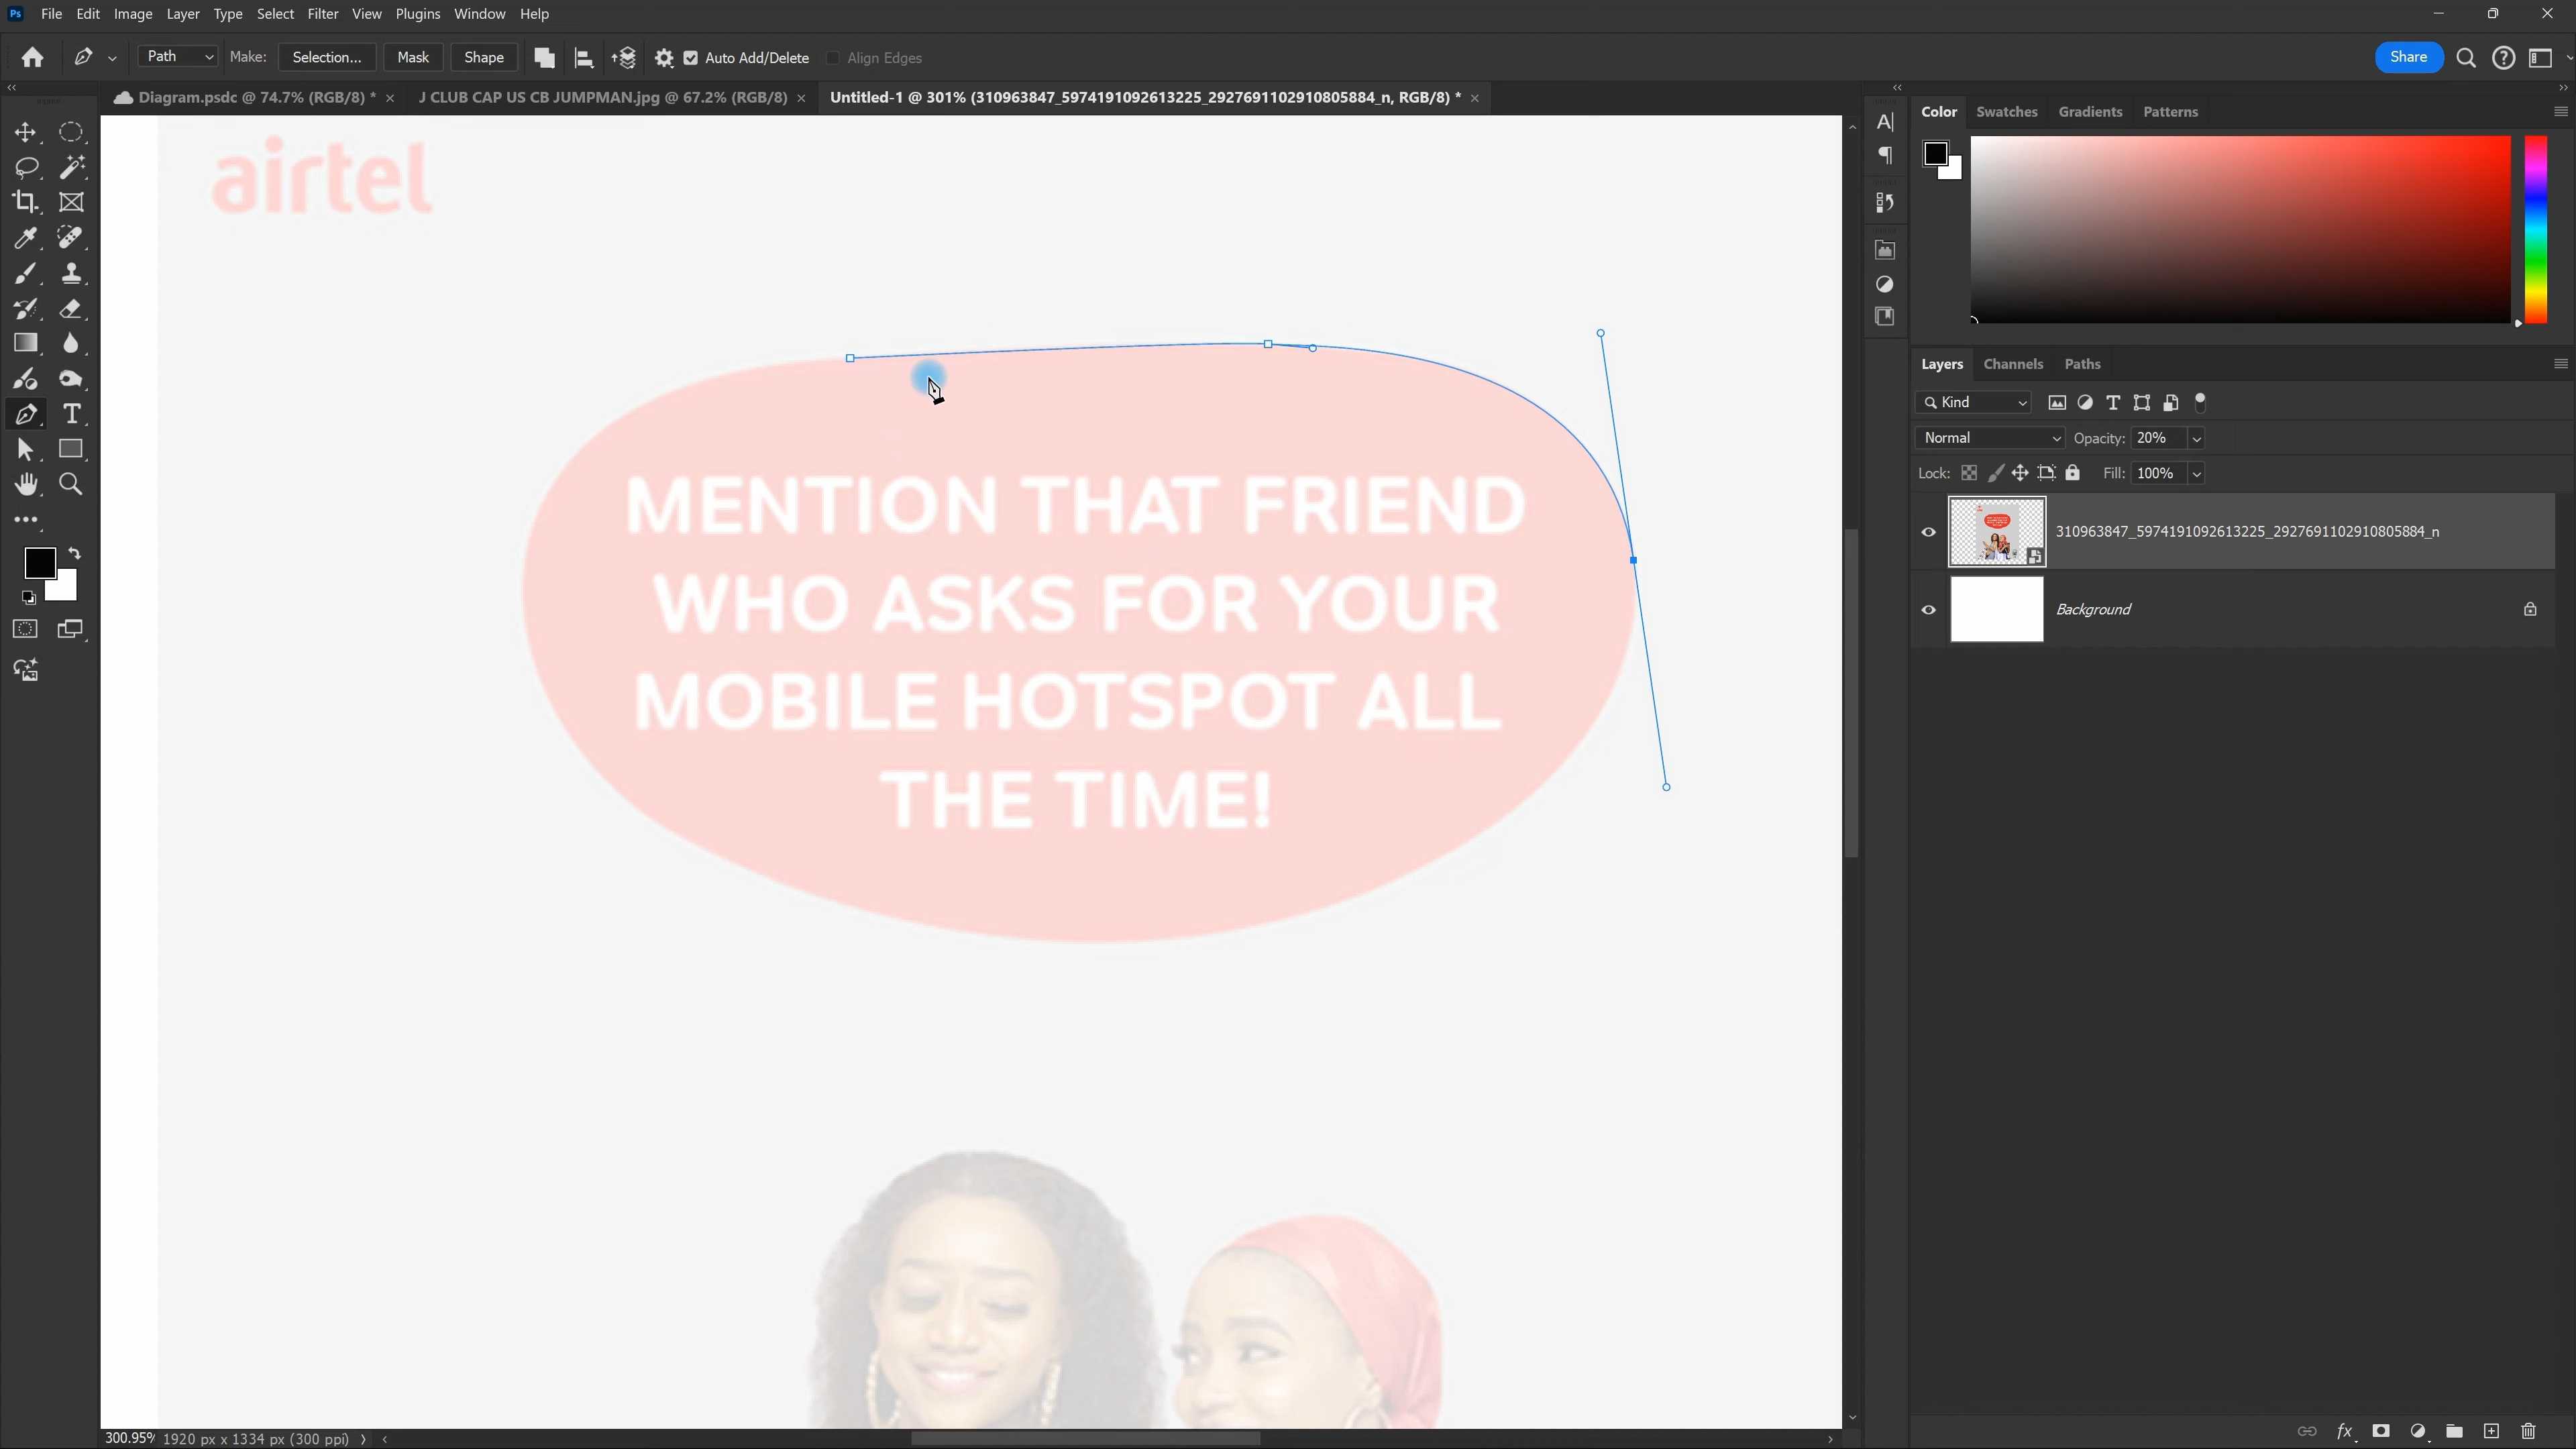 Ps File Edit Image Layer Type Select Filter View Plugins Window Help
Path Make: Selection... Mask Shape Auto Add/Delete Align Edges Share
Diagram.psdc @ 74.7% (RGB/8) * × J CLUB CAP US CB JUMPMAN.jpg @ 67.2% (RGB/8) × Untitled-1 @ 301% (310963847_5974191092613225_2927691102910805884_n, RGB/8) * ×
Color Swatches Gradients Patterns
airtel
MENTION THAT FRIEND
WHO ASKS FOR YOUR
MOBILE HOTSPOT ALL
THE TIME!
Layers Channels Paths
Kind
Normal Opacity: 20%
Lock: Fill: 100%
310963847_5974191092613225_2927691102910805884_n
Background
fx
300.95% 1920 px x 1334 px (300 ppi)